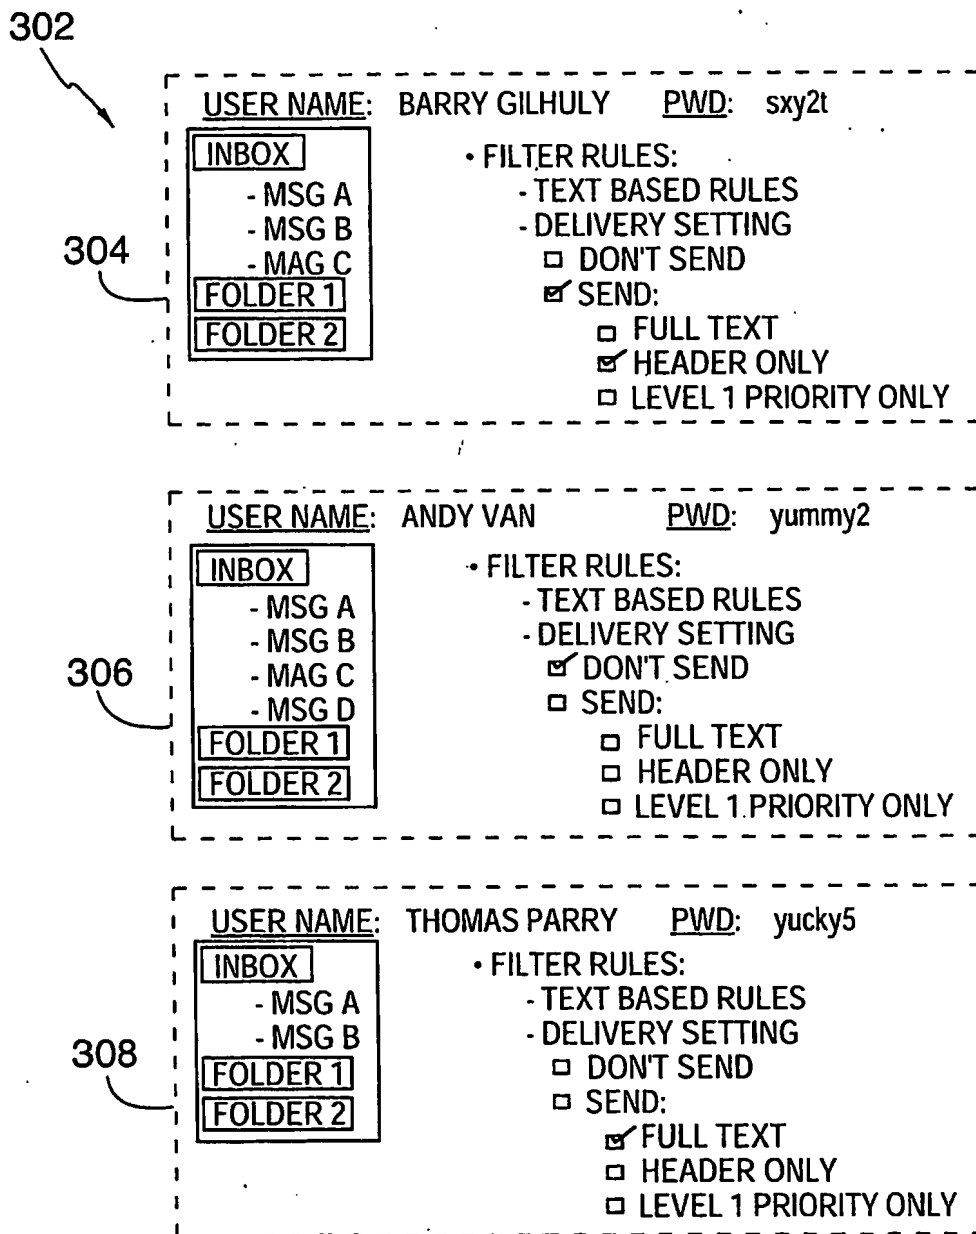 302
USER NAME: BARRY GILHULY PWD: sxy2t
INBOX
- MSG A
- MSG B
- MAG C
FOLDER 1
FOLDER 2
• FILTER RULES:
- TEXT BASED RULES
- DELIVERY SETTING
DON'T SEND
SEND:
FULL TEXT
HEADER ONLY
LEVEL 1 PRIORITY ONLY
304
USER NAME: ANDY VAN PWD: yummy2
INBOX
- MSG A
- MSG B
- MAG C
- MSG D
FOLDER 1
FOLDER 2
• FILTER RULES:
- TEXT BASED RULES
- DELIVERY SETTING
DON'T SEND
SEND:
FULL TEXT
HEADER ONLY
LEVEL 1 PRIORITY ONLY
306
USER NAME: THOMAS PARRY PWD: yucky5
INBOX
- MSG A
- MSG B
FOLDER 1
FOLDER 2
• FILTER RULES:
- TEXT BASED RULES
- DELIVERY SETTING
DON'T SEND
SEND:
FULL TEXT
HEADER ONLY
LEVEL 1 PRIORITY ONLY
308